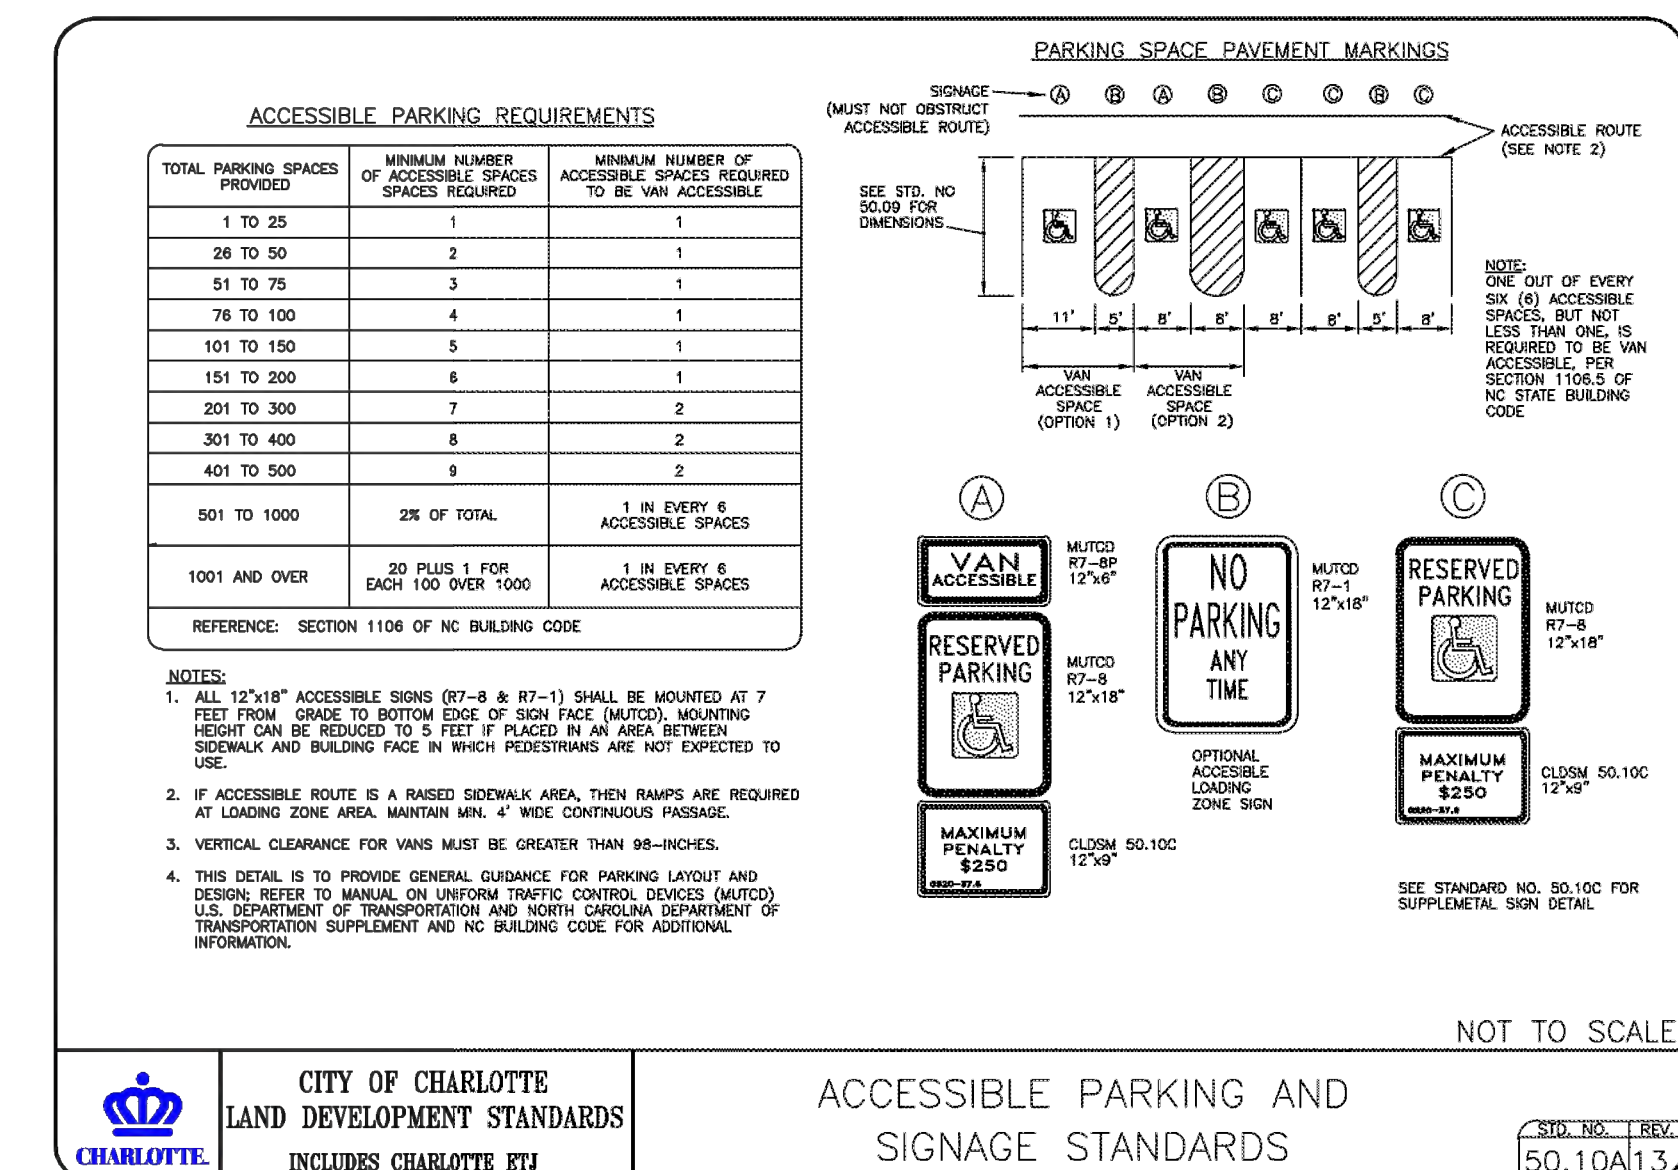 PARKING SPACE PAVEMENT MARKINGS
SIGNAGE
(MUST NOT OBSTRUCT
ACCESSIBLE ROUTE)
A B A B C C B C
ACCESSIBLE ROUTE
(SEE NOTE 2)
ACCESSIBLE PARKING REQUIREMENTS
TOTAL PARKING SPACES
PROVIDED
MINIMUM NUMBER
OF ACCESSIBLE SPACES
SPACES REQUIRED
MINIMUM NUMBER OF
ACCESSIBLE SPACES REQUIRED
TO BE VAN ACCESSIBLE
1 TO 25 1 1
26 TO 50 2 1
51 TO 75 3 1
76 TO 100 4 1
101 TO 150 5 1
151 TO 200 6 1
201 TO 300 7 2
301 TO 400 8 2
401 TO 500 9 2
501 TO 1000
2% OF TOTAL
1 IN EVERY 6
ACCESSIBLE SPACES
1001 AND OVER
20 PLUS 1 FOR
EACH 100 OVER 1000
1 IN EVERY 6
ACCESSIBLE SPACES
REFERENCE: SECTION 1106 OF NC BUILDING CODE
SEE STD. NO
50.09 FOR
DIMENSIONS
11' 5' 8' 8' 8' 8' 5' 8'
VAN
ACCESSIBLE
SPACE
(OPTION 1)
VAN
ACCESSIBLE
SPACE
(OPTION 2)
NOTE:
ONE OUT OF EVERY
SIX (6) ACCESSIBLE
SPACES, BUT NOT
LESS THAN ONE, IS
REQUIRED TO BE VAN
ACCESSIBLE, PER
SECTION 1106.5 OF
NC STATE BUILDING
CODE
NOTES:
1. ALL 12"x18" ACCESSIBLE SIGNS (R7-8 & R7-1) SHALL BE MOUNTED AT 7
FEET FROM GRADE TO BOTTOM EDGE OF SIGN FACE (MUTCD). MOUNTING
HEIGHT CAN BE REDUCED TO 5 FEET IF PLACED IN AN AREA BETWEEN
SIDEWALK AND BUILDING FACE IN WHICH PEDESTRIANS ARE NOT EXPECTED TO
USE.
2. IF ACCESSIBLE ROUTE IS A RAISED SIDEWALK AREA, THEN RAMPS ARE REQUIRED
AT LOADING ZONE AREA. MAINTAIN MIN. 4' WIDE CONTINUOUS PASSAGE.
3. VERTICAL CLEARANCE FOR VANS MUST BE GREATER THAN 98-INCHES.
4. THIS DETAIL IS TO PROVIDE GENERAL GUIDANCE FOR PARKING LAYOUT AND
DESIGN; REFER TO MANUAL ON UNIFORM TRAFFIC CONTROL DEVICES (MUTCD)
U.S. DEPARTMENT OF TRANSPORTATION AND NORTH CAROLINA DEPARTMENT OF
TRANSPORTATION SUPPLEMENT AND NC BUILDING CODE FOR ADDITIONAL
INFORMATION.
A
VAN
ACCESSIBLE
MUTCD
R7-8P
12"x6"
RESERVED
PARKING
MUTCD
R7-8
12"x18"
MAXIMUM
PENALTY
$250
CLDSM 50.10C
12"x9"
B
NO
PARKING
ANY
TIME
MUTCD
R7-1
12"x18"
OPTIONAL
ACCESIBLE
LOADING
ZONE SIGN
C
RESERVED
PARKING
MUTCD
R7-8
12"x18"
MAXIMUM
PENALTY
$250
CLDSM 50.10C
12"x9"
SEE STANDARD NO. 50.10C FOR
SUPPLEMETAL SIGN DETAIL
NOT TO SCALE
CHARLOTTE.
CITY OF CHARLOTTE
LAND DEVELOPMENT STANDARDS
INCLUDES CHARLOTTE ETJ
ACCESSIBLE PARKING AND
SIGNAGE STANDARDS
STD. NO. REV.
50.10A 13